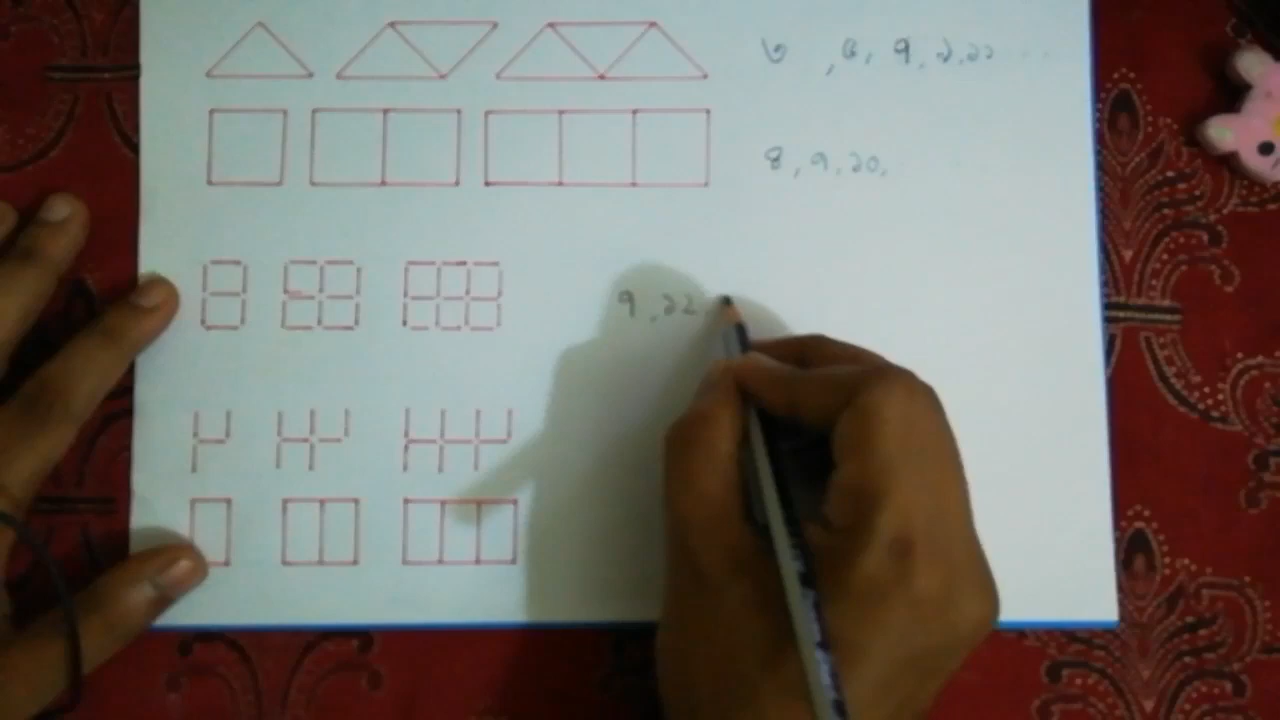 ৩, ৫, ৭, ৯, ১১ ...
৪, ৭, ১০,
৭, ১২